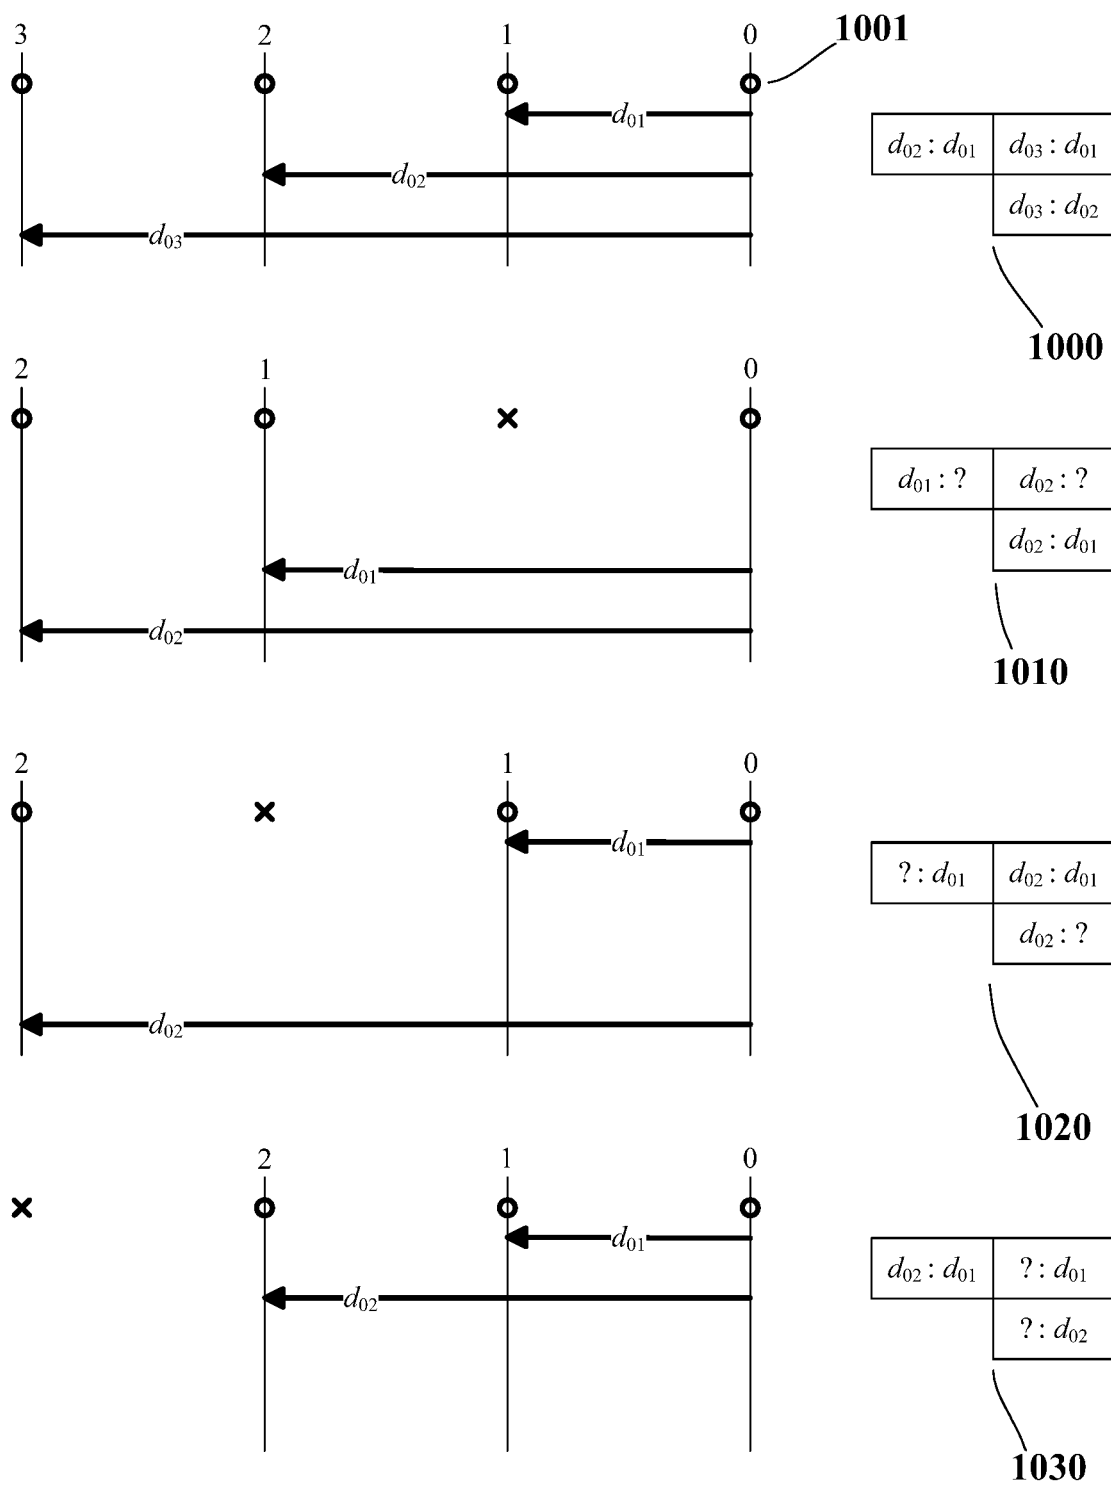 3 2 1 0 1001
d01
d02 : d01 d03 : d01
d02
d03 : d02
d03
1000
2 1 0
d01 : ? d02 : ?
d02 : d01
d01
d02
1010
2 1 0
d01
? : d01 d02 : d01
d02 : ?
d02
1020
2 1 0
d01
d02 : d01 ? : d01
d02
? : d02
1030